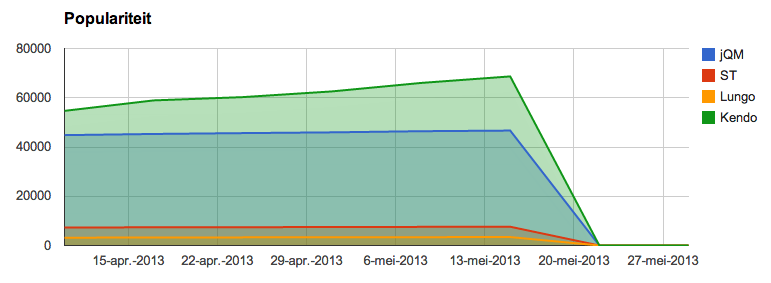 Populariteit
80000
60000
40000
20000
0
15-apr.-2013 22-apr.-2013 29-apr.-2013 6-mei-2013 13-mei-2013 20-mei-2013 27-mei-2013
jQM
ST
Lungo
Kendo